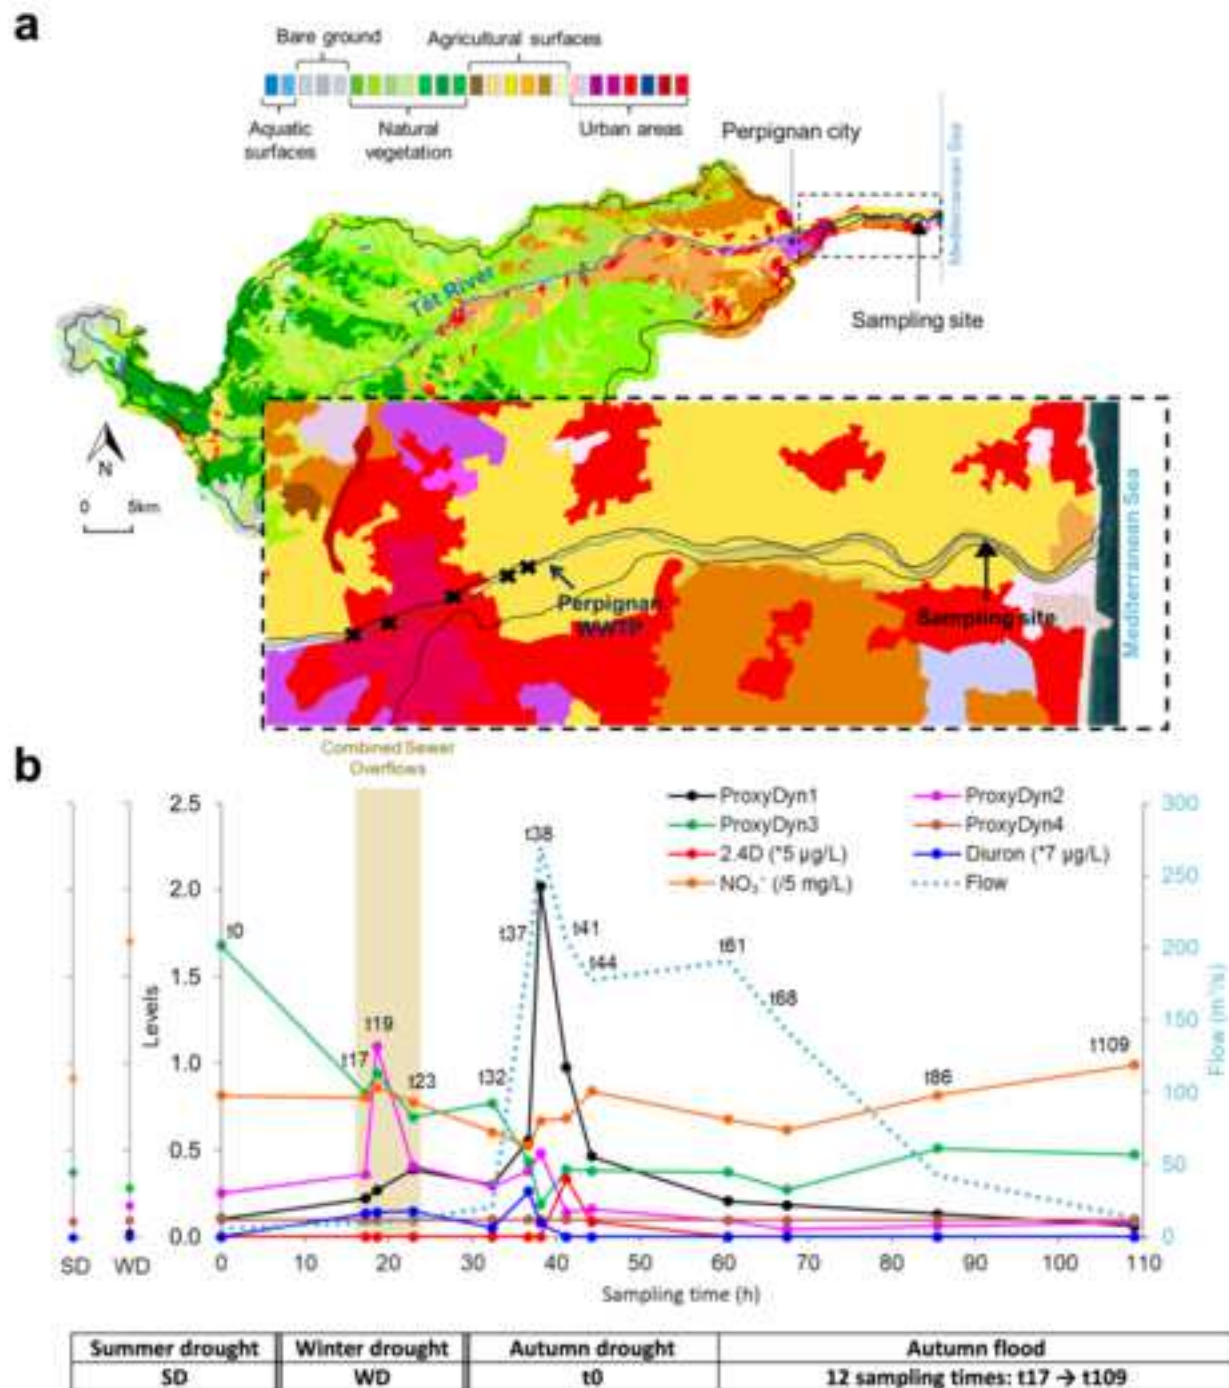 a
Bare ground
Agricultural surfaces
Aquatic surfaces
Natural vegetation
Urban areas
Perpignan city
Mediterranean Sea
Têt River
Sampling site
N
0 5km
Perpignan WWTP
Sampling site
Mediterranean Sea
b
Combined Sewer Overflows
ProxyDyn1
ProxyDyn2
ProxyDyn3
ProxyDyn4
2.4D (*5 µg/L)
Diuron (*7 µg/L)
NO₃⁻ (/5 mg/L)
Flow
Levels
2.5
2.0
1.5
1.0
0.5
0.0
Flow (m³/s)
300
250
200
150
100
50
0
t0
t17
t19
t23
t32
t37
t38
t41
t44
t61
t68
t86
t109
SD WD 0 10 20 30 40 50 60 70 80 90 100 110
Sampling time (h)
Summer drought Winter drought Autumn drought Autumn flood
SD WD t0 12 sampling times: t17 → t109